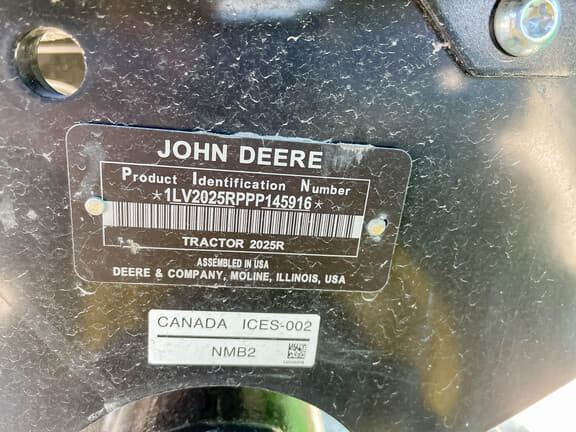 JOHN DEERE
Product Identification Number
*1LV2025RPPP145916*
TRACTOR 2025R
ASSEMBLED IN USA
DEERE & COMPANY, MOLINE, ILLINOIS, USA
CANADA ICES-002
NMB2